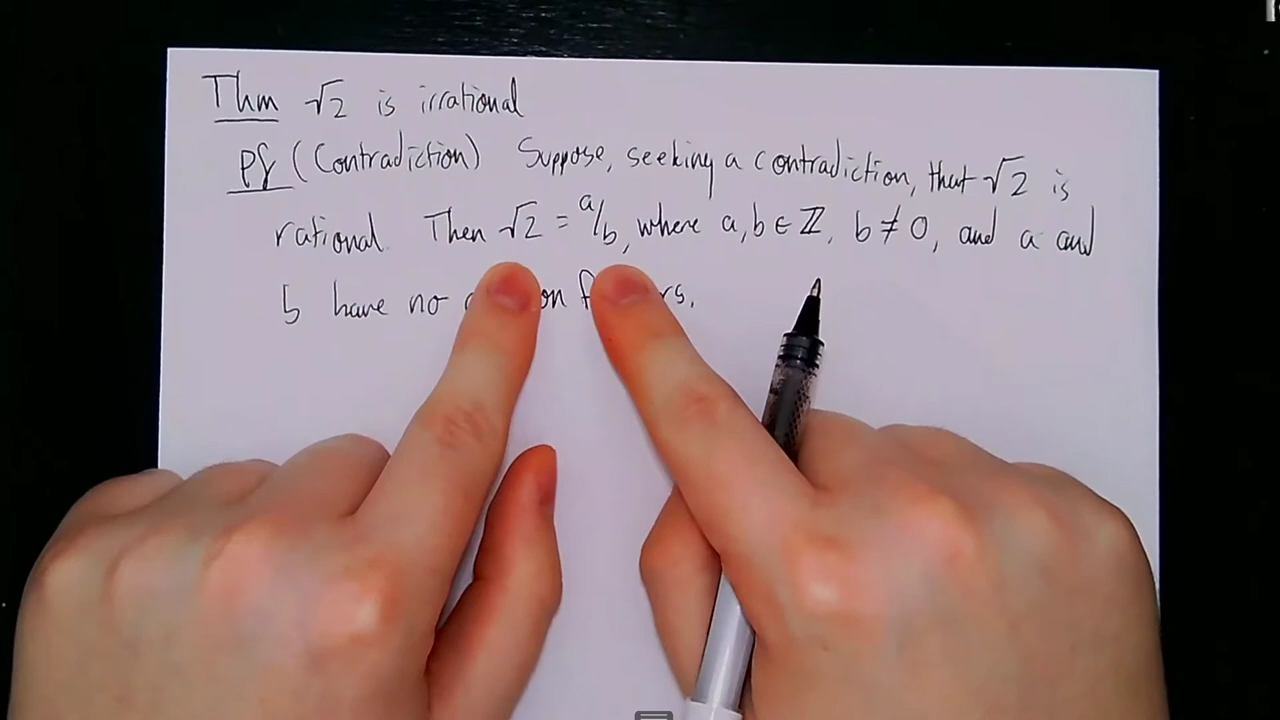 Thm √2 is irrational
pf (Contradiction) Suppose, seeking a contradiction, that √2 is
rational. Then √2 = a/b, where a, b ∈ ℤ, b ≠ 0, and a and
b have no